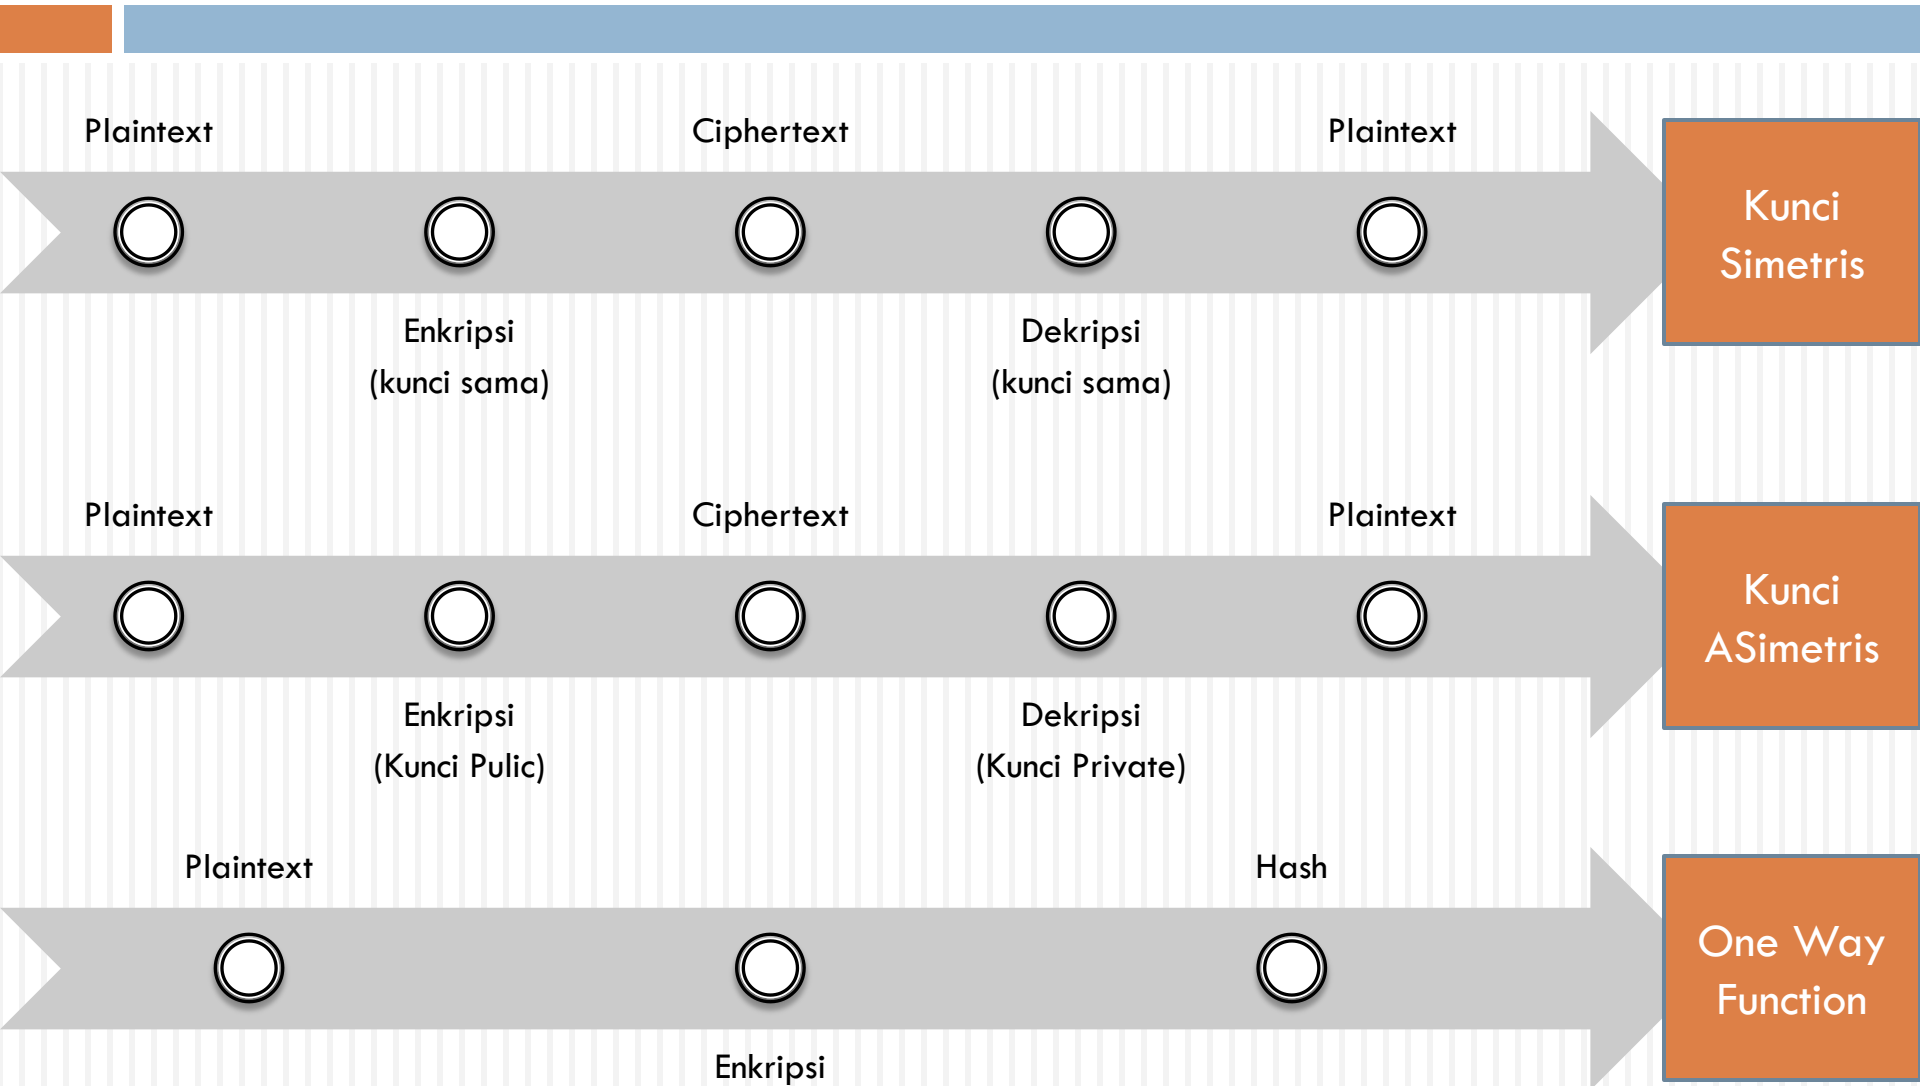 Plaintext
Ciphertext
Plaintext
Enkripsi
(kunci sama)
Dekripsi
(kunci sama)
Kunci
Simetris
Plaintext
Ciphertext
Plaintext
Enkripsi
(Kunci Pulic)
Dekripsi
(Kunci Private)
Kunci
ASimetris
Plaintext
Hash
Enkripsi
One Way
Function